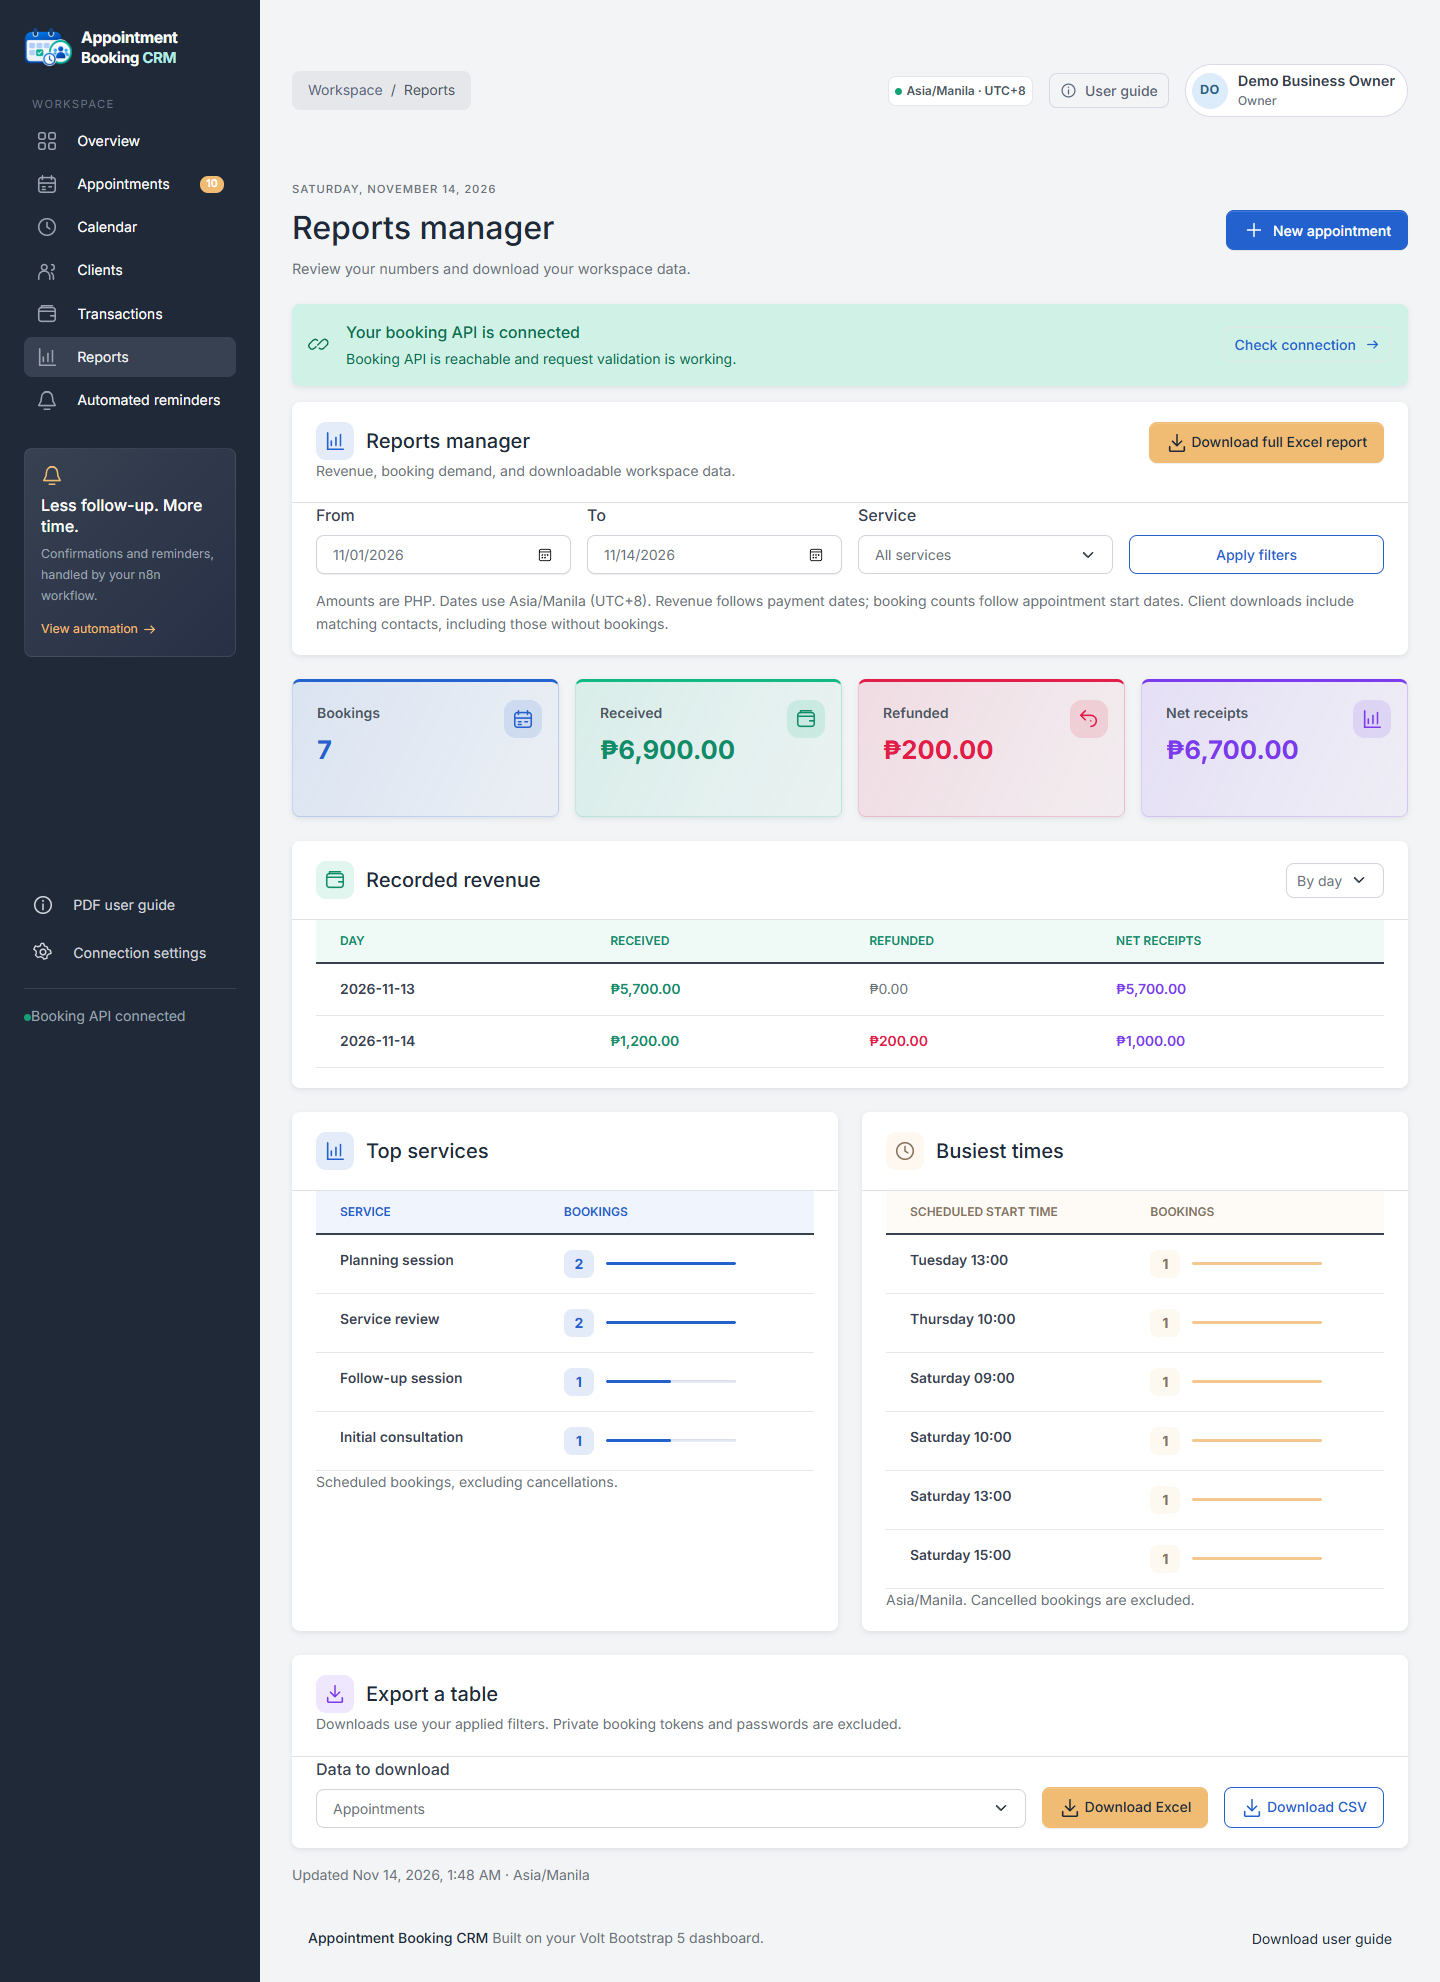 Appointment
Booking CRM
WORKSPACE
Overview
Appointments 10
Calendar
Clients
Transactions
Reports
Automated reminders
Less follow-up. More
time.
Confirmations and reminders,
handled by your n8n
workflow.
View automation →
PDF user guide
Connection settings
Booking API connected
Workspace / Reports
Asia/Manila · UTC+8
User guide
DO
Demo Business Owner
Owner
SATURDAY, NOVEMBER 14, 2026
Reports manager
Review your numbers and download your workspace data.
New appointment
Your booking API is connected
Booking API is reachable and request validation is working.
Check connection →
Reports manager
Revenue, booking demand, and downloadable workspace data.
Download full Excel report
From
To
Service
11/01/2026
11/14/2026
All services
Apply filters
Amounts are PHP. Dates use Asia/Manila (UTC+8). Revenue follows payment dates; booking counts follow appointment start dates. Client downloads include
matching contacts, including those without bookings.
Bookings
7
Received
₱6,900.00
Refunded
₱200.00
Net receipts
₱6,700.00
Recorded revenue
By day
DAY RECEIVED REFUNDED NET RECEIPTS
2026-11-13 ₱5,700.00 ₱0.00 ₱5,700.00
2026-11-14 ₱1,200.00 ₱200.00 ₱1,000.00
Top services
SERVICE BOOKINGS
Planning session 2
Service review 2
Follow-up session 1
Initial consultation 1
Scheduled bookings, excluding cancellations.
Busiest times
SCHEDULED START TIME BOOKINGS
Tuesday 13:00 1
Thursday 10:00 1
Saturday 09:00 1
Saturday 10:00 1
Saturday 13:00 1
Saturday 15:00 1
Asia/Manila. Cancelled bookings are excluded.
Export a table
Downloads use your applied filters. Private booking tokens and passwords are excluded.
Data to download
Appointments
Download Excel
Download CSV
Updated Nov 14, 2026, 1:48 AM · Asia/Manila
Appointment Booking CRM Built on your Volt Bootstrap 5 dashboard.
Download user guide